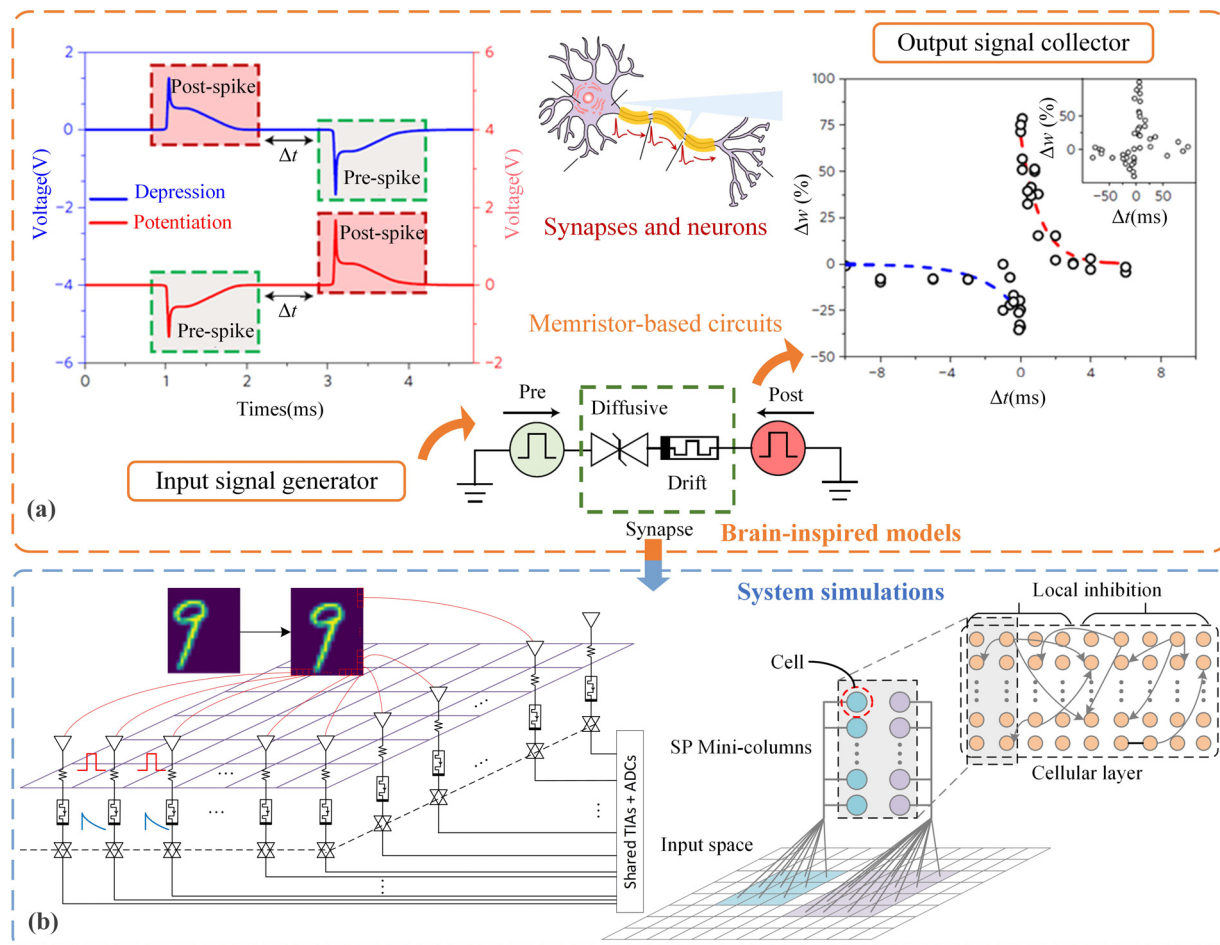 Output signal collector
2
0
-2
-4
-6
Voltage(V)
6
4
2
0
-2
Voltage(V)
0
1
2
3
4
Times(ms)
Post-spike
Δt
Pre-spike
Depression
Potentiation
Post-spike
Δt
Pre-spike
Synapses and neurons
100
75
50
25
0
-25
-50
Δw (%)
-8
-4
0
4
8
Δt(ms)
50
0
Δw (%)
-50
0
50
Δt(ms)
Memristor-based circuits
Pre
Diffusive
Post
Drift
Input signal generator
Synapse
Brain-inspired models
(a)
System simulations
Local inhibition
Cell
SP Mini-columns
Cellular layer
Input space
...
...
Shared TIAs + ADCs
(b)